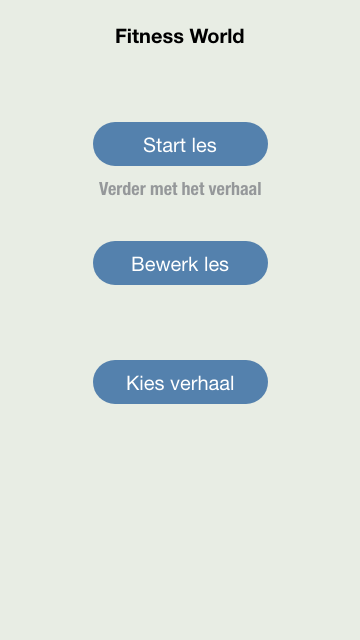 Fitness World
Start les
Verder met het verhaal
Bewerk les
Kies verhaal